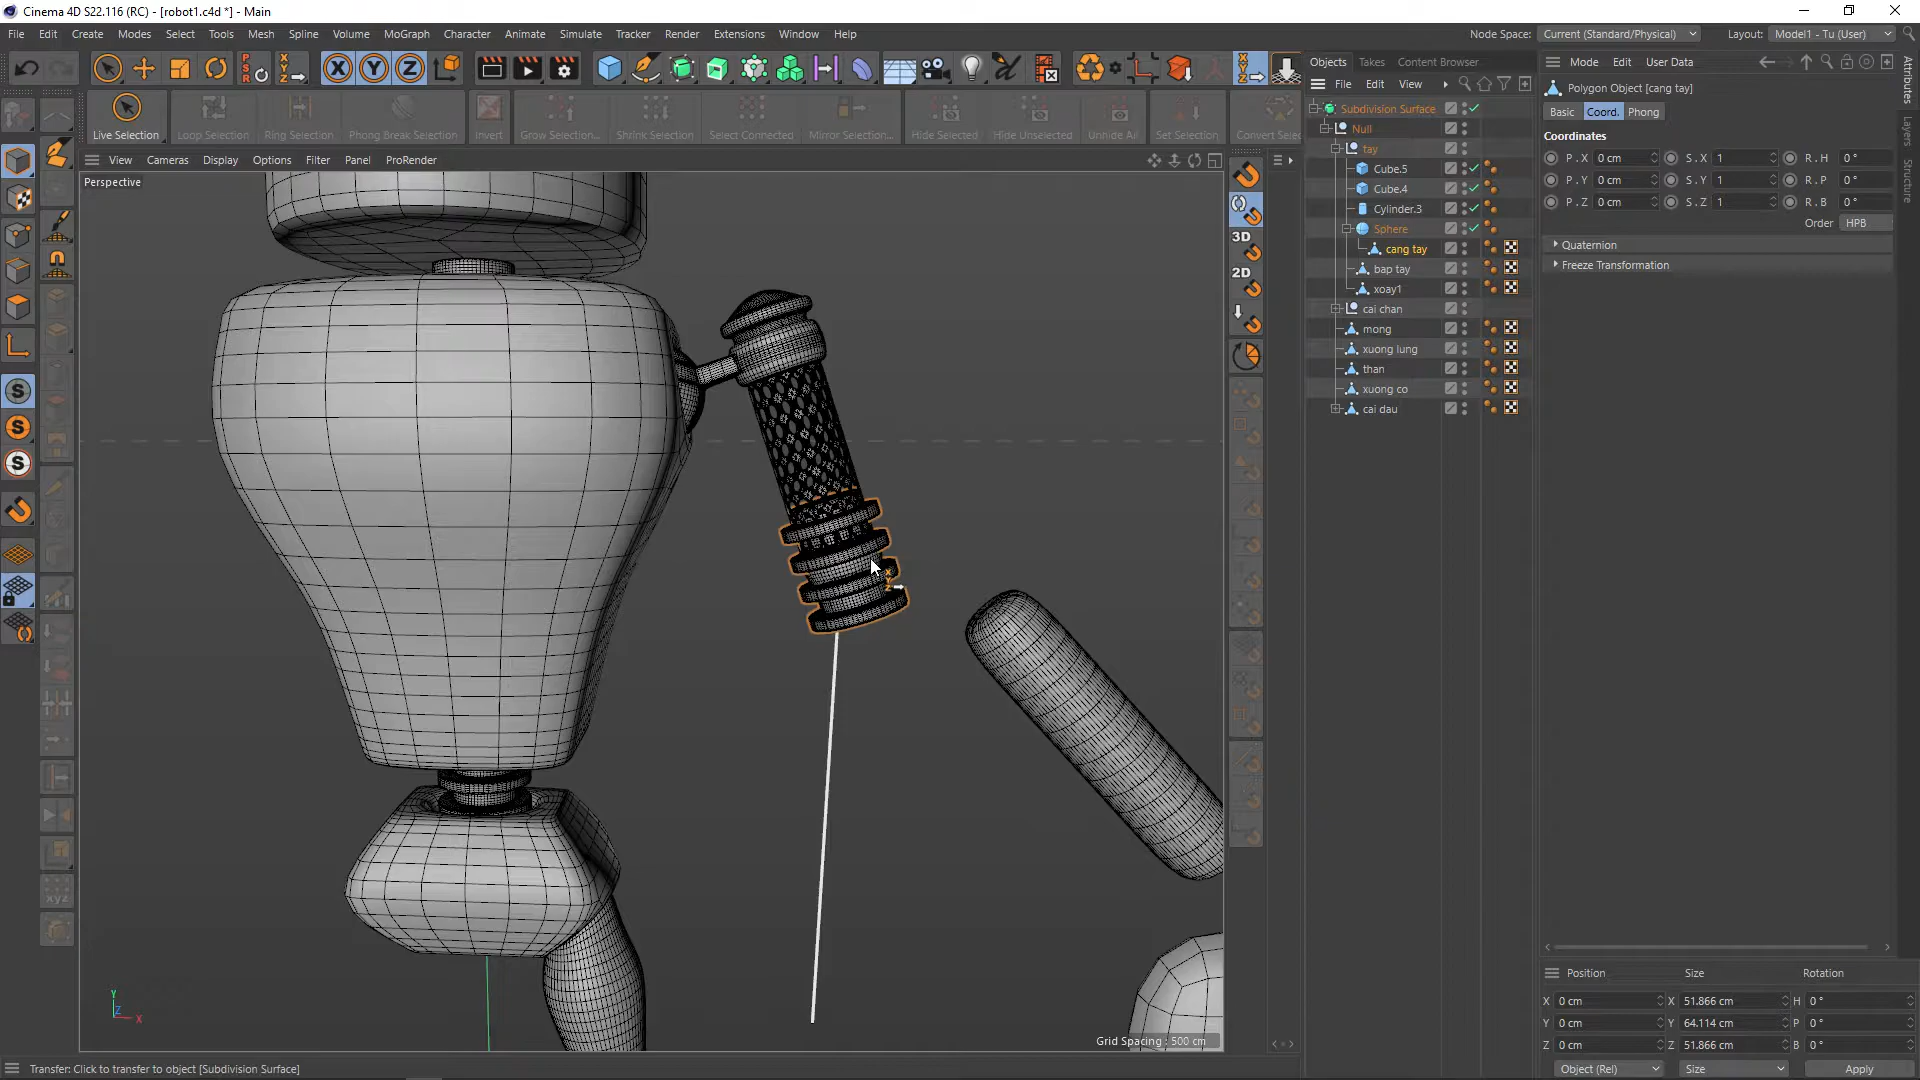 Cinema 4D S22.116 (RC) - [robot1.c4d *] - Main
File Edit Create Modes Select Tools Mesh Spline Volume MoGraph Character Animate Simulate Tracker Render Extensions Window Help
Node Space: Current (Standard/Physical) Layout: Model1 - Tu (User)
PSR
XYZ
X Y Z
Live Selection Loop Selection Ring Selection Phong Break Selection Invert Grow Selection... Shrink Selection Select Connected Mirror Selection... Hide Selected Hide Unselected Unhide All Set Selection Convert Selec
View Cameras Display Options Filter Panel ProRender
Perspective
3D
2D
S
S
S
xyz
Grid Spacing : 500 cm
Y
Z
X
Transfer: Click to transfer to object [Subdivision Surface]
Objects Takes Content Browser
File Edit View
Subdivision Surface
Null
tay
Cube.5
Cube.4
Cylinder.3
Sphere
cang tay
bap tay
xoay1
cai chan
mong
xuong lung
than
xuong co
cai dau
Mode Edit User Data
Polygon Object [cang tay]
Basic Coord. Phong
Coordinates
P . X 0 cm S . X 1 R . H 0 °
P . Y 0 cm S . Y 1 R . P 0 °
P . Z 0 cm S . Z 1 R . B 0 °
Order HPB
Quaternion
Freeze Transformation
Attributes
Layers
Structure
Position Size Rotation
X 0 cm X 51.866 cm H 0 °
Y 0 cm Y 64.114 cm P 0 °
Z 0 cm Z 51.866 cm B 0 °
Object (Rel) Size Apply